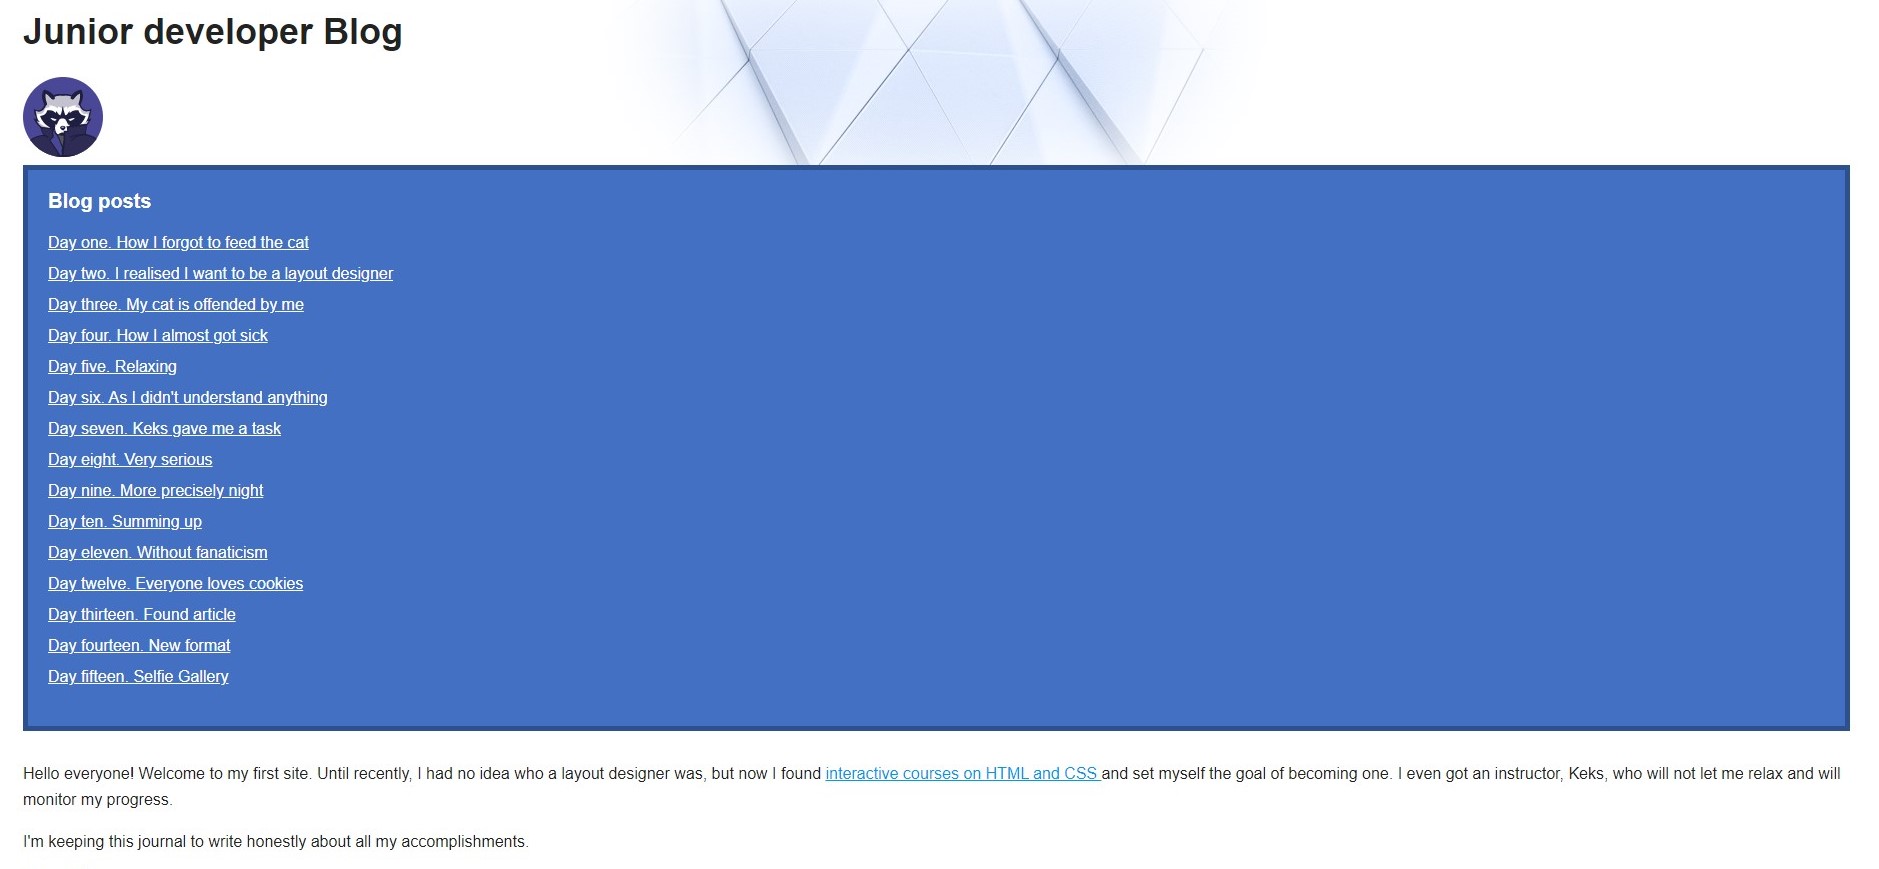 Junior developer Blog
Blog posts
Day one. How I forgot to feed the cat
Day two. I realised I want to be a layout designer
Day three. My cat is offended by me
Day four. How I almost got sick
Day five. Relaxing
Day six. As I didn't understand anything
Day seven. Keks gave me a task
Day eight. Very serious
Day nine. More precisely night
Day ten. Summing up
Day eleven. Without fanaticism
Day twelve. Everyone loves cookies
Day thirteen. Found article
Day fourteen. New format
Day fifteen. Selfie Gallery
Hello everyone! Welcome to my first site. Until recently, I had no idea who a layout designer was, but now I found interactive courses on HTML and CSS and set myself the goal of becoming one. I even got an instructor, Keks, who will not let me relax and will
monitor my progress.
I'm keeping this journal to write honestly about all my accomplishments.